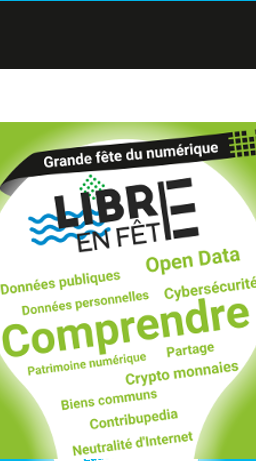 Grande fête du numérique
LIBRE
EN FÊT
Open Data
Données publiques
Données personnelles
Cybersécurité
Comprendre
Patrimoine numérique
Partage
Crypto monnaies
Biens communs
Contribupedia
Neutralité d'Internet